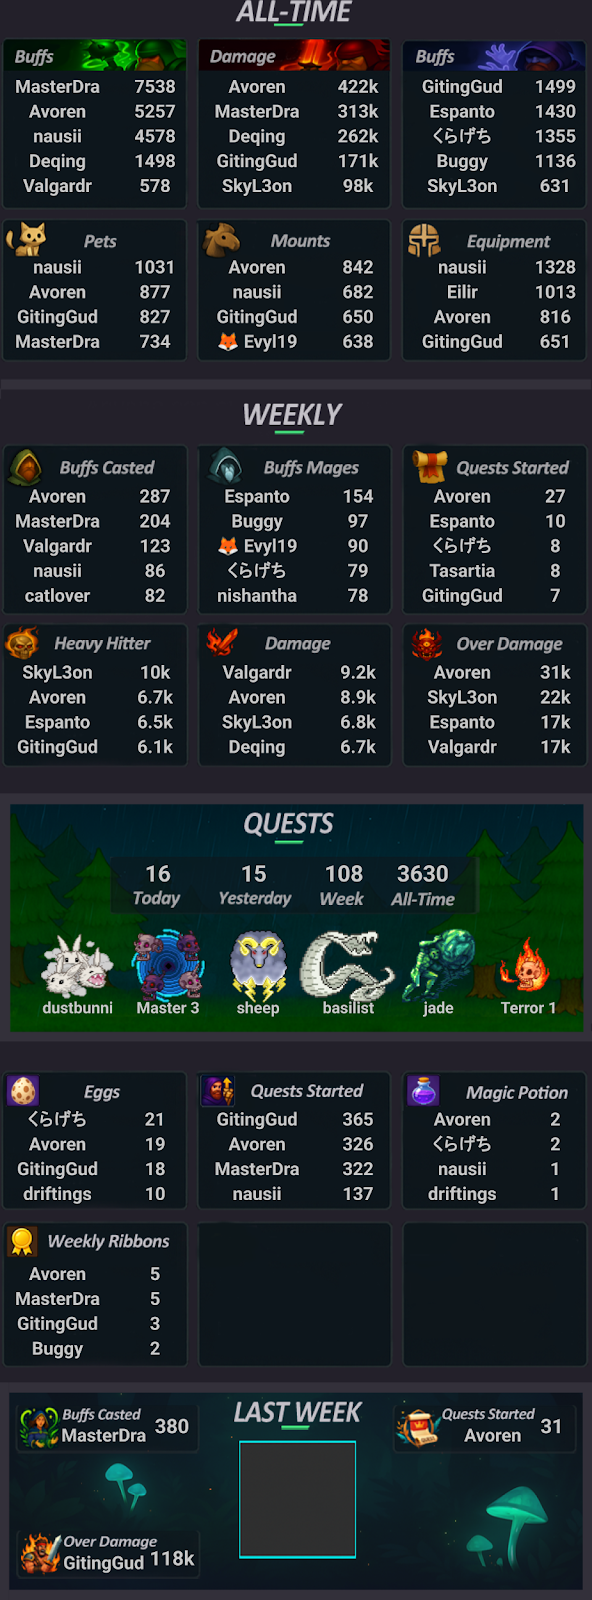 ALL-TIME
Buffs
MasterDra 7538
Avoren 5257
nausii 4578
Deqing 1498
Valgardr 578
Damage
Avoren 422k
MasterDra 313k
Deqing 262k
GitingGud 171k
SkyL3on 98k
Buffs
GitingGud 1499
Espanto 1430
くらげち 1355
Buggy 1136
SkyL3on 631
Pets
nausii 1031
Avoren 877
GitingGud 827
MasterDra 734
Mounts
Avoren 842
nausii 682
GitingGud 650
🦊 Evyl19 638
Equipment
nausii 1328
Eilir 1013
Avoren 816
GitingGud 651
WEEKLY
Buffs Casted
Avoren 287
MasterDra 204
Valgardr 123
nausii 86
catlover 82
Buffs Mages
Espanto 154
Buggy 97
🦊 Evyl19 90
くらげち 79
nishantha 78
Quests Started
Avoren 27
Espanto 10
くらげち 8
Tasartia 8
GitingGud 7
Heavy Hitter
SkyL3on 10k
Avoren 6.7k
Espanto 6.5k
GitingGud 6.1k
Damage
Valgardr 9.2k
Avoren 8.9k
SkyL3on 6.8k
Deqing 6.7k
Over Damage
Avoren 31k
SkyL3on 22k
Espanto 17k
Valgardr 17k
QUESTS
16 15 108 3630
Today Yesterday Week All-Time
dustbunni Master 3 sheep basilist jade Terror 1
Eggs
くらげち 21
Avoren 19
GitingGud 18
driftings 10
Quests Started
GitingGud 365
Avoren 326
MasterDra 322
nausii 137
Magic Potion
Avoren 2
くらげち 2
nausii 1
driftings 1
Weekly Ribbons
Avoren 5
MasterDra 5
GitingGud 3
Buggy 2
LAST WEEK
Buffs Casted
MasterDra 380
Quests Started
Avoren 31
Over Damage
GitingGud 118k